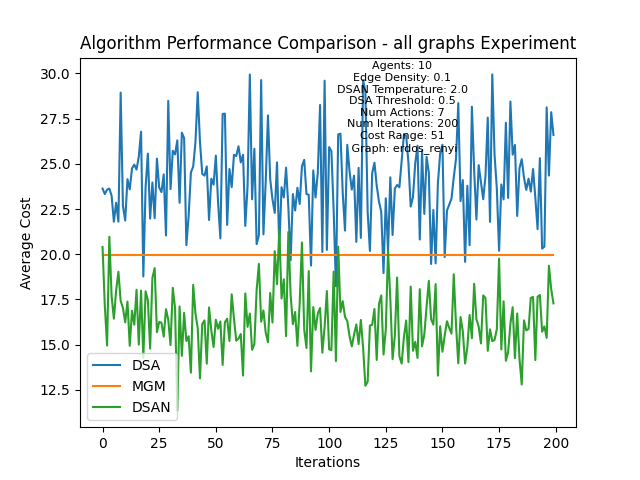 Algorithm Performance Comparison - all graphs Experiment
Agents: 10
Edge Density: 0.1
DSAN Temperature: 2.0
DSA Threshold: 0.5
Num Actions: 7
Num Iterations: 200
Cost Range: 51
Graph: erdos_renyi
30.0
27.5
25.0
22.5
20.0
17.5
15.0
12.5
Average Cost
DSA
MGM
DSAN
0 25 50 75 100 125 150 175 200
Iterations